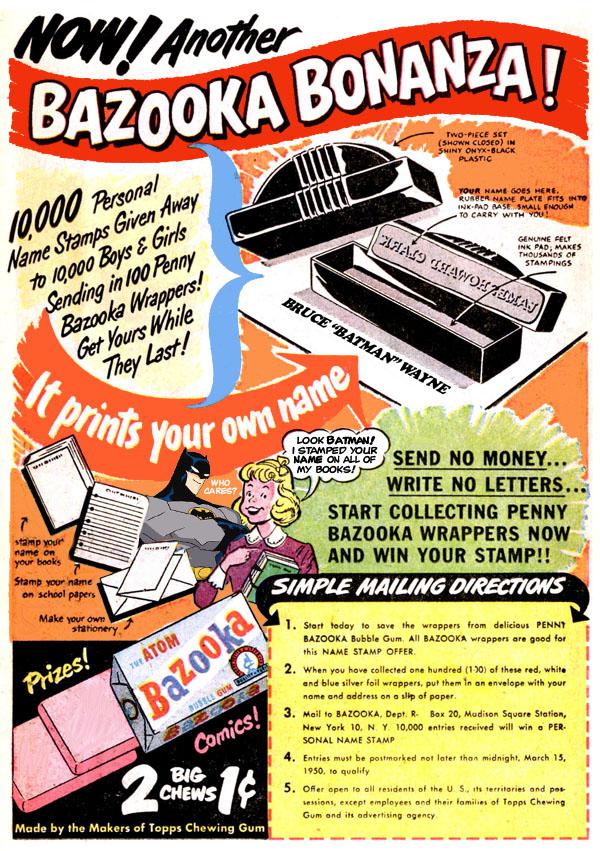 NOW! Another
BAZOOKA BONANZA!
TWO-PIECE SET
(SHOWN CLOSED) IN
SHINY ONYX-BLACK
PLASTIC
10,000 Personal
Name Stamps Given Away
to 10,000 Boys & Girls
Sending in 100 Penny
Bazooka Wrappers!
Get Yours While
They Last!
YOUR NAME GOES HERE.
RUBBER NAME PLATE FITS INTO
INK-PAD BASE...SMALL ENOUGH
TO CARRY WITH YOU!
GENUINE FELT
INK PAD; MAKES
THOUSANDS OF
STAMPINGS
JAMES HOWARD CLARK
BRUCE "BATMAN" WAYNE
It prints your own name
LOOK BATMAN!
I STAMPED YOUR
NAME ON ALL OF
MY BOOKS!
WHO
CARES?
SEND NO MONEY...
WRITE NO LETTERS...
START COLLECTING PENNY
BAZOOKA WRAPPERS NOW
AND WIN YOUR STAMP!!
stamp your
name on
your books
Stamp your name
on school papers
Make your own
stationery
SIMPLE MAILING DIRECTIONS
1. Start today to save the wrappers from delicious PENNY
BAZOOKA Bubble Gum. All BAZOOKA wrappers are good for
this NAME STAMP OFFER.
2. When you have collected one hundred (100) of these red, white
and blue silver foil wrappers, put them in an envelope with your
name and address on a slip of paper.
3. Mail to BAZOOKA, Dept. R- Box 20, Madison Square Station,
New York 10, N. Y. 10,000 entries received will win a PER-
SONAL NAME STAMP
4. Entries must be postmarked not later than midnight, March 15,
1950, to qualify
5. Offer open to all residents of the U. S., its territories and pos-
sessions, except employees and their families of Topps Chewing
Gum and its advertising agency.
Prizes!
THE ATOM
Bazooka
BUBBLE GUM
Bazooka
Comics!
2 BIG
CHEWS 1¢
Made by the Makers of Topps Chewing Gum